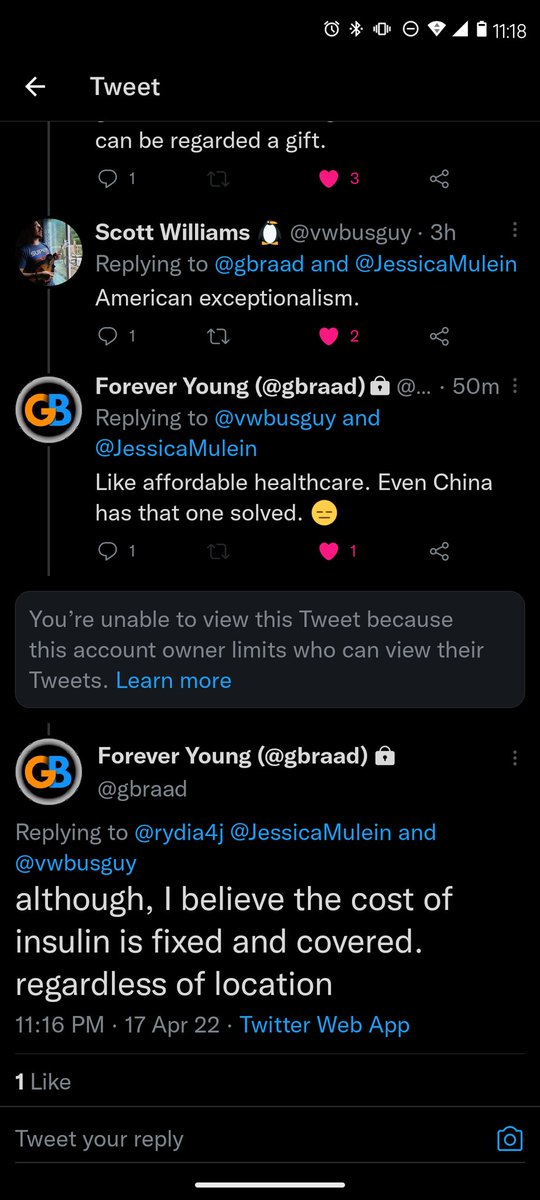 11:18
Tweet
can be regarded a gift.
1
3
Scott Williams 🐧 @vwbusguy · 3h
Replying to @gbraad and @JessicaMulein
American exceptionalism.
1
2
Forever Young (@gbraad) @... · 50m
Replying to @vwbusguy and
@JessicaMulein
Like affordable healthcare. Even China
has that one solved. 😑
1
1
You're unable to view this Tweet because
this account owner limits who can view their
Tweets. Learn more
Forever Young (@gbraad)
@gbraad
Replying to @rydia4j @JessicaMulein and
@vwbusguy
although, I believe the cost of
insulin is fixed and covered.
regardless of location
11:16 PM · 17 Apr 22 · Twitter Web App
1 Like
Tweet your reply